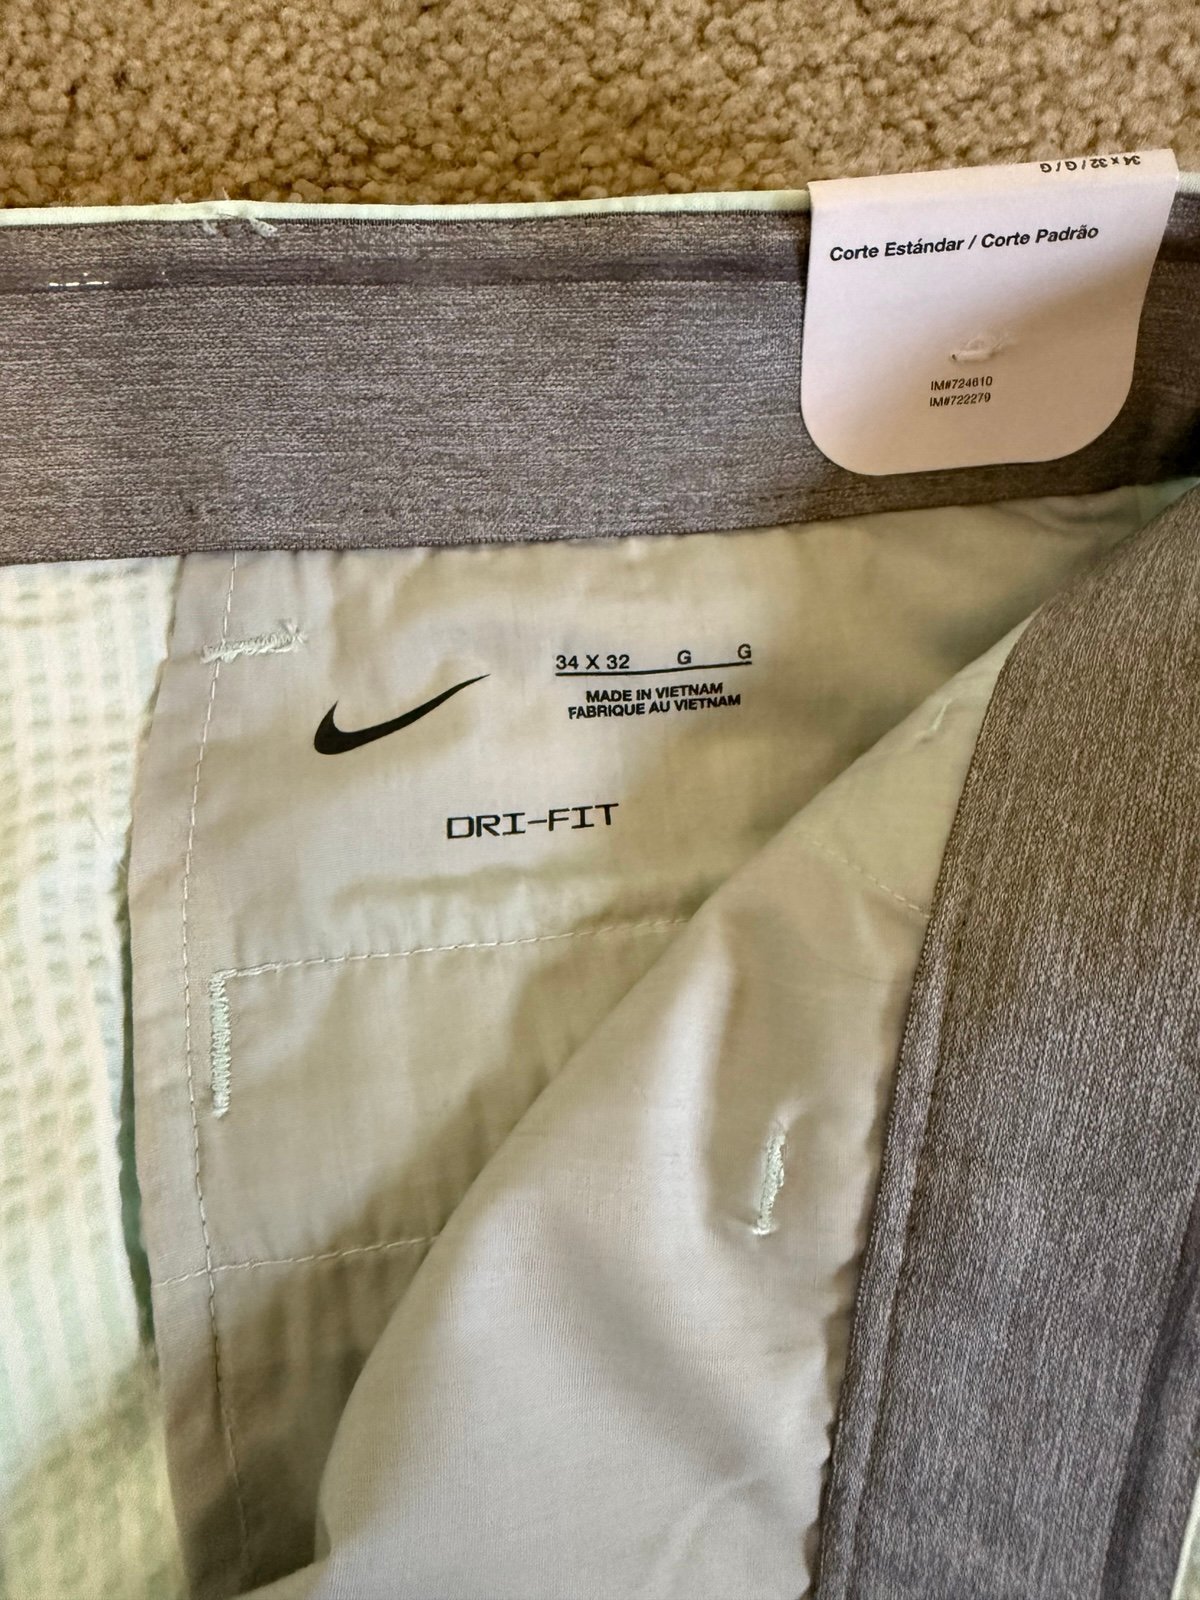 34 x 32 / G / G
Corte Estándar / Corte Padrão
IM#724610
IM#722279
34 X 32 G G
MADE IN VIETNAM
FABRIQUE AU VIETNAM
DRI-FIT